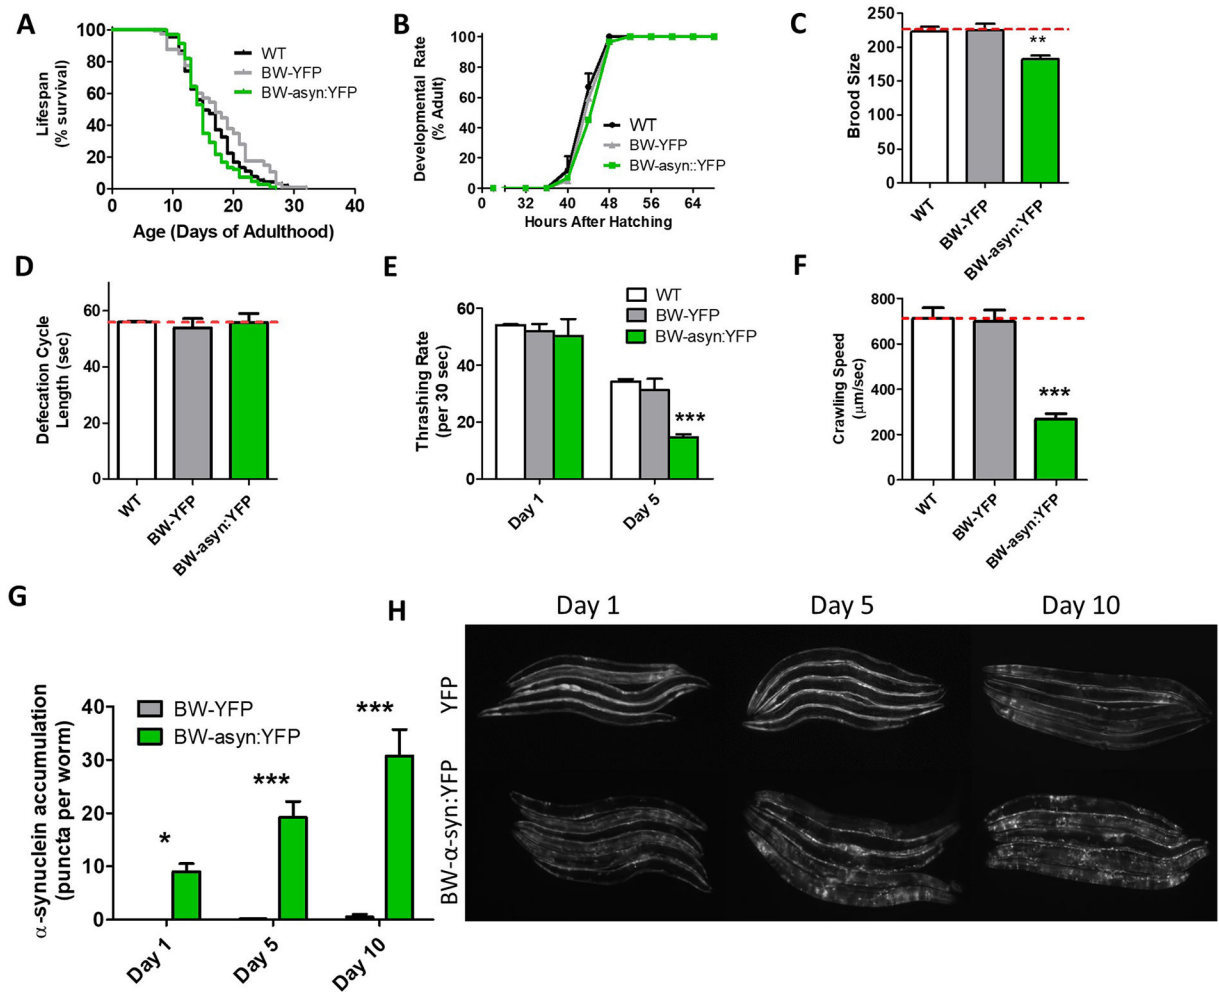 A
Lifespan
(% survival)
100
80
60
40
20
0
WT
BW-YFP
BW-asyn:YFP
0 10 20 30 40
Age (Days of Adulthood)
B
Developmental Rate
(% Adult)
100
80
60
40
20
0
WT
BW-YFP
BW-asyn::YFP
0 32 40 48 56 64
Hours After Hatching
C
Brood Size
250
200
150
100
50
0
**
WT
BW-YFP
BW-asyn:YFP
D
Defecation Cycle
Length (sec)
60
40
20
0
WT
BW-YFP
BW-asyn:YFP
E
Thrashing Rate
(per 30 sec)
60
40
20
0
WT
BW-YFP
BW-asyn:YFP
***
Day 1
Day 5
F
Crawling Speed
(μm/sec)
800
600
400
200
0
***
WT
BW-YFP
BW-asyn:YFP
G
α-synuclein accumulation
(puncta per worm)
40
30
20
10
0
BW-YFP
BW-asyn:YFP
*
***
***
Day 1
Day 5
Day 10
H
Day 1 Day 5 Day 10
YFP
BW-α-syn:YFP